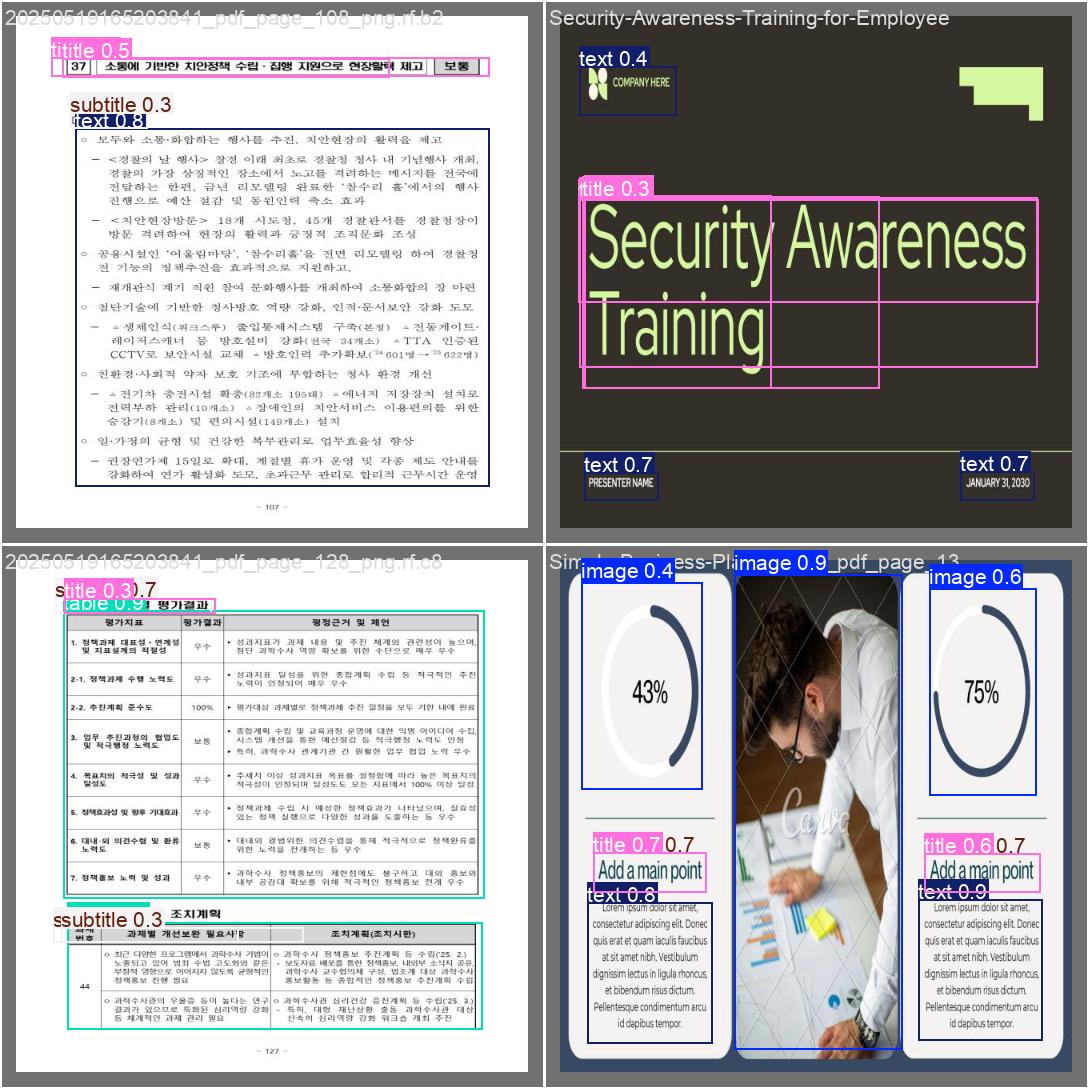 20250519165203841_pdf_page_108_png.rf.b2
tititle 0.5
37 소통에 기반한 치안정책 수립·집행 지원으로 현장활력 제고 보통
subtitle 0.3
text 0.8
○ 모두와 소통·화합하는 행사를 추진, 치안현장의 활력을 제고
- <경찰의 날 행사> 창경 이래 최초로 경찰청 청사 내 기념행사 개최,
경찰의 가장 상징적인 장소에서 노고를 격려하는 메시지를 전국에
전달하는 한편, 금년 리모델링 완료한 '참수리 홀'에서의 행사
진행으로 예산 절감 및 동원인력 축소 효과
- <치안현장방문> 18개 시도청, 45개 경찰관서를 경찰청장이
방문 격려하여 현장의 활력과 긍정적 조직문화 조성
○ 공용시설인 '어울림마당', '참수리홀'을 전면 리모델링 하여 경찰청
전 기능의 정책추진을 효과적으로 지원하고,
- 재개관식 계기 직원 참여 문화행사를 개최하여 소통화합의 장 마련
○ 첨단기술에 기반한 청사방호 역량 강화, 인적·문서보안 강화 도모
- ▵생체인식(워크스루) 출입통제시스템 구축(본청) ▵전동게이트·
레이저스캐너 등 방호설비 강화(전국 34개소) ▵TTA 인증된
CCTV로 보안시설 교체 ▵방호인력 추가확보('24 601명→'25 622명)
○ 친환경·사회적 약자 보호 기조에 부합하는 청사 환경 개선
- ▵전기차 충전시설 확충(82개소 195대) ▵에너지 저장장치 설치로
전력부하 관리(10개소) ▵장애인의 치안서비스 이용편의를 위한
승강기(8개소) 및 편의시설(149개소) 설치
○ 일·가정의 균형 및 건강한 복무관리로 업무효율성 향상
- 권장연가제 15일로 확대, 계절별 휴가 운영 및 각종 제도 안내를
강화하여 연가 활성화 도모, 초과근무 관리로 합리적 근무시간 운영
- 107 -
Security-Awareness-Training-for-Employee
text 0.4
COMPANY HERE
title 0.3
Security Awareness
Training
text 0.7
PRESENTER NAME
text 0.7
JANUARY 31, 2030
20250519165203841_pdf_page_128_png.rf.c8
title 0.3 0.7
table 0.9 평가결과
평가지표 평가결과 평정근거 및 제언
1. 정책과제 대표성·연계성 및 지표설계의 적절성 우수 ‣ 성과지표가 과제 내용 및 추진 체계와 관련성이 높으며, 첨단 과학수사 역량 확보를 위한 수단으로 매우 우수
2-1. 정책과제 수행 노력도 우수 ‣ 성과지표 달성을 위한 종합계획 수립 등 적극적인 추진 노력이 인정되어 매우 우수
2-2. 추진계획 준수도 100% ‣ 평가대상 과제별로 정책과제 추진 일정을 모두 기한 내에 완료
3. 업무 추진과정의 협업도 및 적극행정 노력도 보통 ‣ 종합계획 수립 및 교육과정 운영에 대한 익명 아이디어 수집, 시스템 개선을 통한 예산절감 등 적극행정 노력도 인정
‣ 특히, 과학수사 관계기관 간 원활한 업무 협업 노력 우수
4. 목표치의 적극성 및 성과 달성도 우수 ‣ 추세치 이상 성과지표 목표를 설정함에 따라 높은 목표치의 적극성이 인정되며 달성도도 모든 지표에서 100% 이상 달성
5. 정책효과성 및 향후 기대효과 우수 ‣ 정책과제 수립 시 예상한 정책효과가 나타났으며, 실효성 있는 정책 실행으로 다양한 성과를 도출하는 등 우수
6. 대내·외 의견수렴 및 환류 노력도 보통 ‣ 대내외 광범위한 의견수렴을 통해 적극적으로 정책환류를 위한 노력을 전개하는 등 우수
7. 정책홍보 노력 및 성과 우수 ‣ 과학수사 정책홍보의 제한점에도 불구하고 대외 홍보와 내부 공감대 확보를 위해 적극적인 정책홍보 전개 우수
ssubtitle 0.3 조치계획
과제번호 과제별 개선보완 필요사항 조치계획(조치시한)
44 ○ 최근 다양한 프로그램에서 과학수사 기법이 노출되고 있어 범죄 수법 고도화와 같은 부정적 영향으로 이어지지 않도록 균형적인 정책홍보 진행 필요
○ 과학수사 정책홍보 추진계획 등 수립('25. 2.)
- 보도자료 배포를 통한 정책홍보, 내외부 소식지 공유, 과학수사 교수협의체 구성, 법조계 대상 과학수사 홍보활동 등 종합적인 정책홍보 추진계획 수립
○ 과학수사관의 우울증 등이 높다는 연구 결과가 있으므로 특화된 심리역량 강화 등 체계적인 과제 관리 필요
○ 과학수사관 심리건강 증진계획 등 수립('25. 3.)
- 특히, 대형 재난상황 출동 과학수사관 대상 신속히 심리역량 강화 워크숍 개최 추진
- 127 -
image 0.4
43%
title 0.7 0.7
Add a main point
text 0.8
Lorem ipsum dolor sit amet,
consectetur adipiscing elit. Donec
quis erat et quam iaculis faucibus
at sit amet nibh. Vestibulum
dignissim lectus in ligula rhoncus,
et bibendum risus dictum.
Pellentesque condimentum arcu
id dapibus tempor.
image 0.9
_pdf_page_13
Canva
image 0.6
75%
title 0.6 0.7
Add a main point
text 0.9
Lorem ipsum dolor sit amet,
consectetur adipiscing elit. Donec
quis erat et quam iaculis faucibus
at sit amet nibh. Vestibulum
dignissim lectus in ligula rhoncus,
et bibendum risus dictum.
Pellentesque condimentum arcu
id dapibus tempor.